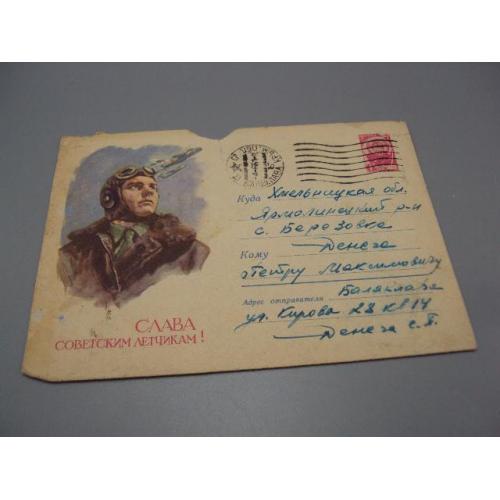 СЛАВА
СОВЕТСКИМ ЛЕТЧИКАМ!
Куда Хмельницкая обл.
Ярмолинецкий р-н
с. Березовка
Кому Денега
Петру Максимовичу
Адрес отправителя Балаклава
ул. Кирова 28 кв 14
Денега С.П.